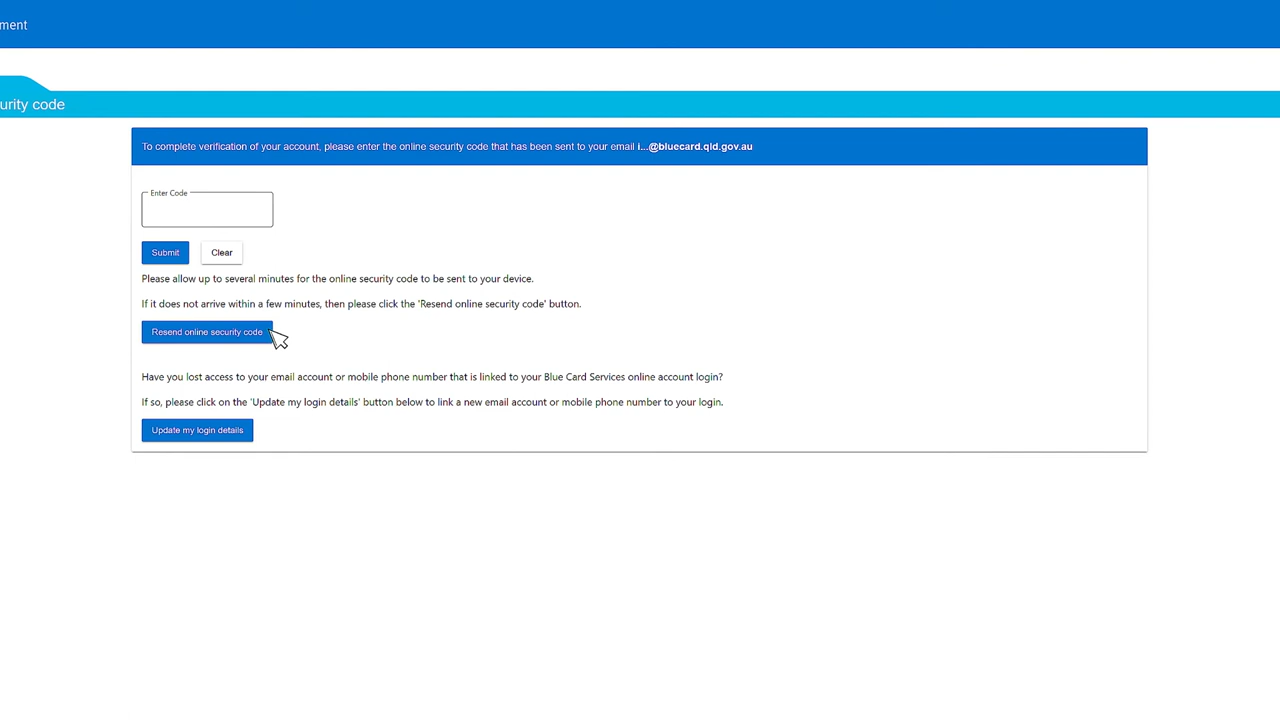 ment
urity code
To complete verification of your account, please enter the online security code that has been sent to your email i...@bluecard.qld.gov.au
Enter Code
Submit
Clear
Please allow up to several minutes for the online security code to be sent to your device.
If it does not arrive within a few minutes, then please click the 'Resend online security code' button.
Resend online security code
Have you lost access to your email account or mobile phone number that is linked to your Blue Card Services online account login?
If so, please click on the 'Update my login details' button below to link a new email account or mobile phone number to your login.
Update my login details